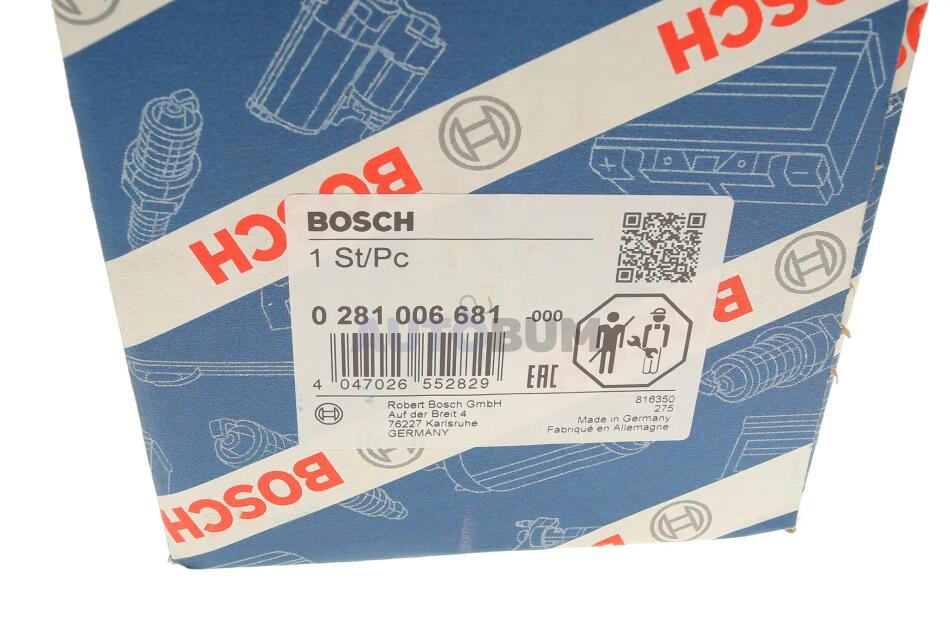 BOSCH
BOSCH
BOSCH
1 St/Pc
0 281 006 681 -000
AUTOBUM
4 047026 552829
EAC
816350
275
Robert Bosch GmbH
Auf der Breit 4
76227 Karlsruhe
GERMANY
Made in Germany
Fabriqué en Allemagne
BOSCH
BOSCH